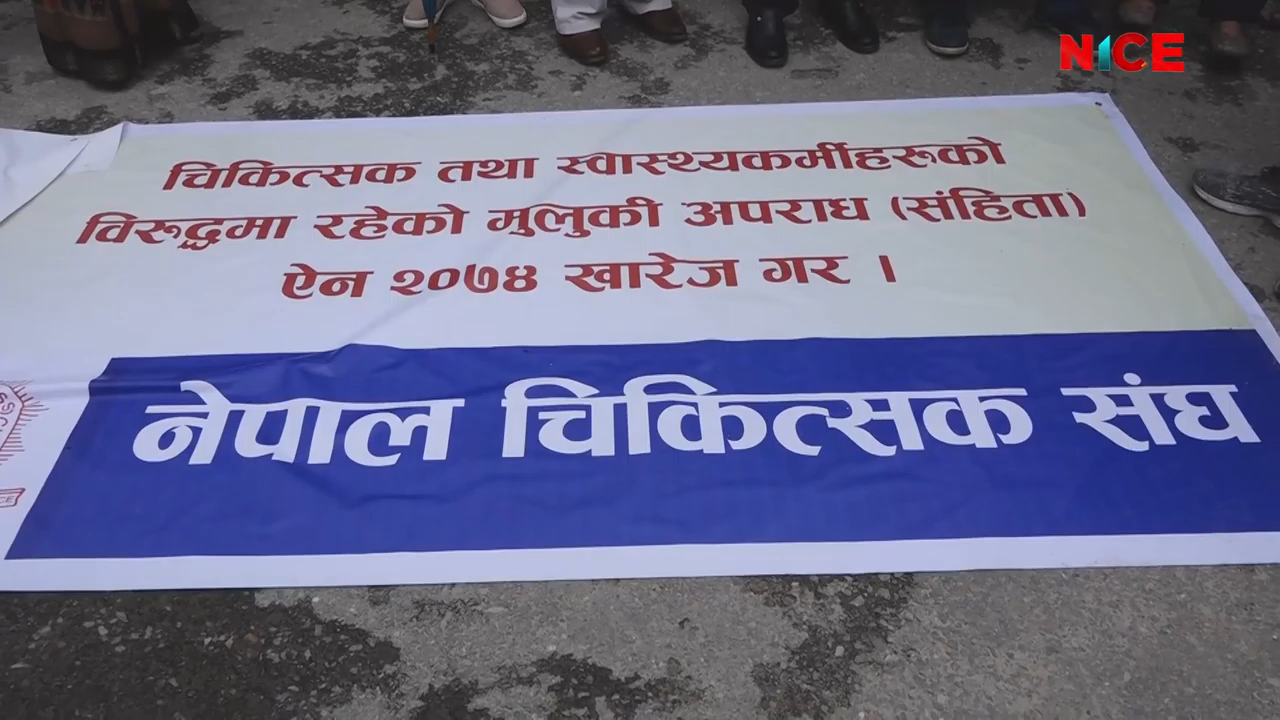 NICE
चिकित्सक तथा स्वास्थ्यकर्मीहरुको
विरुद्धमा रहेको मुलुकी अपराध (संहिता)
ऐन २०७४ खारेज गर ।
नेपाल चिकित्सक संघ